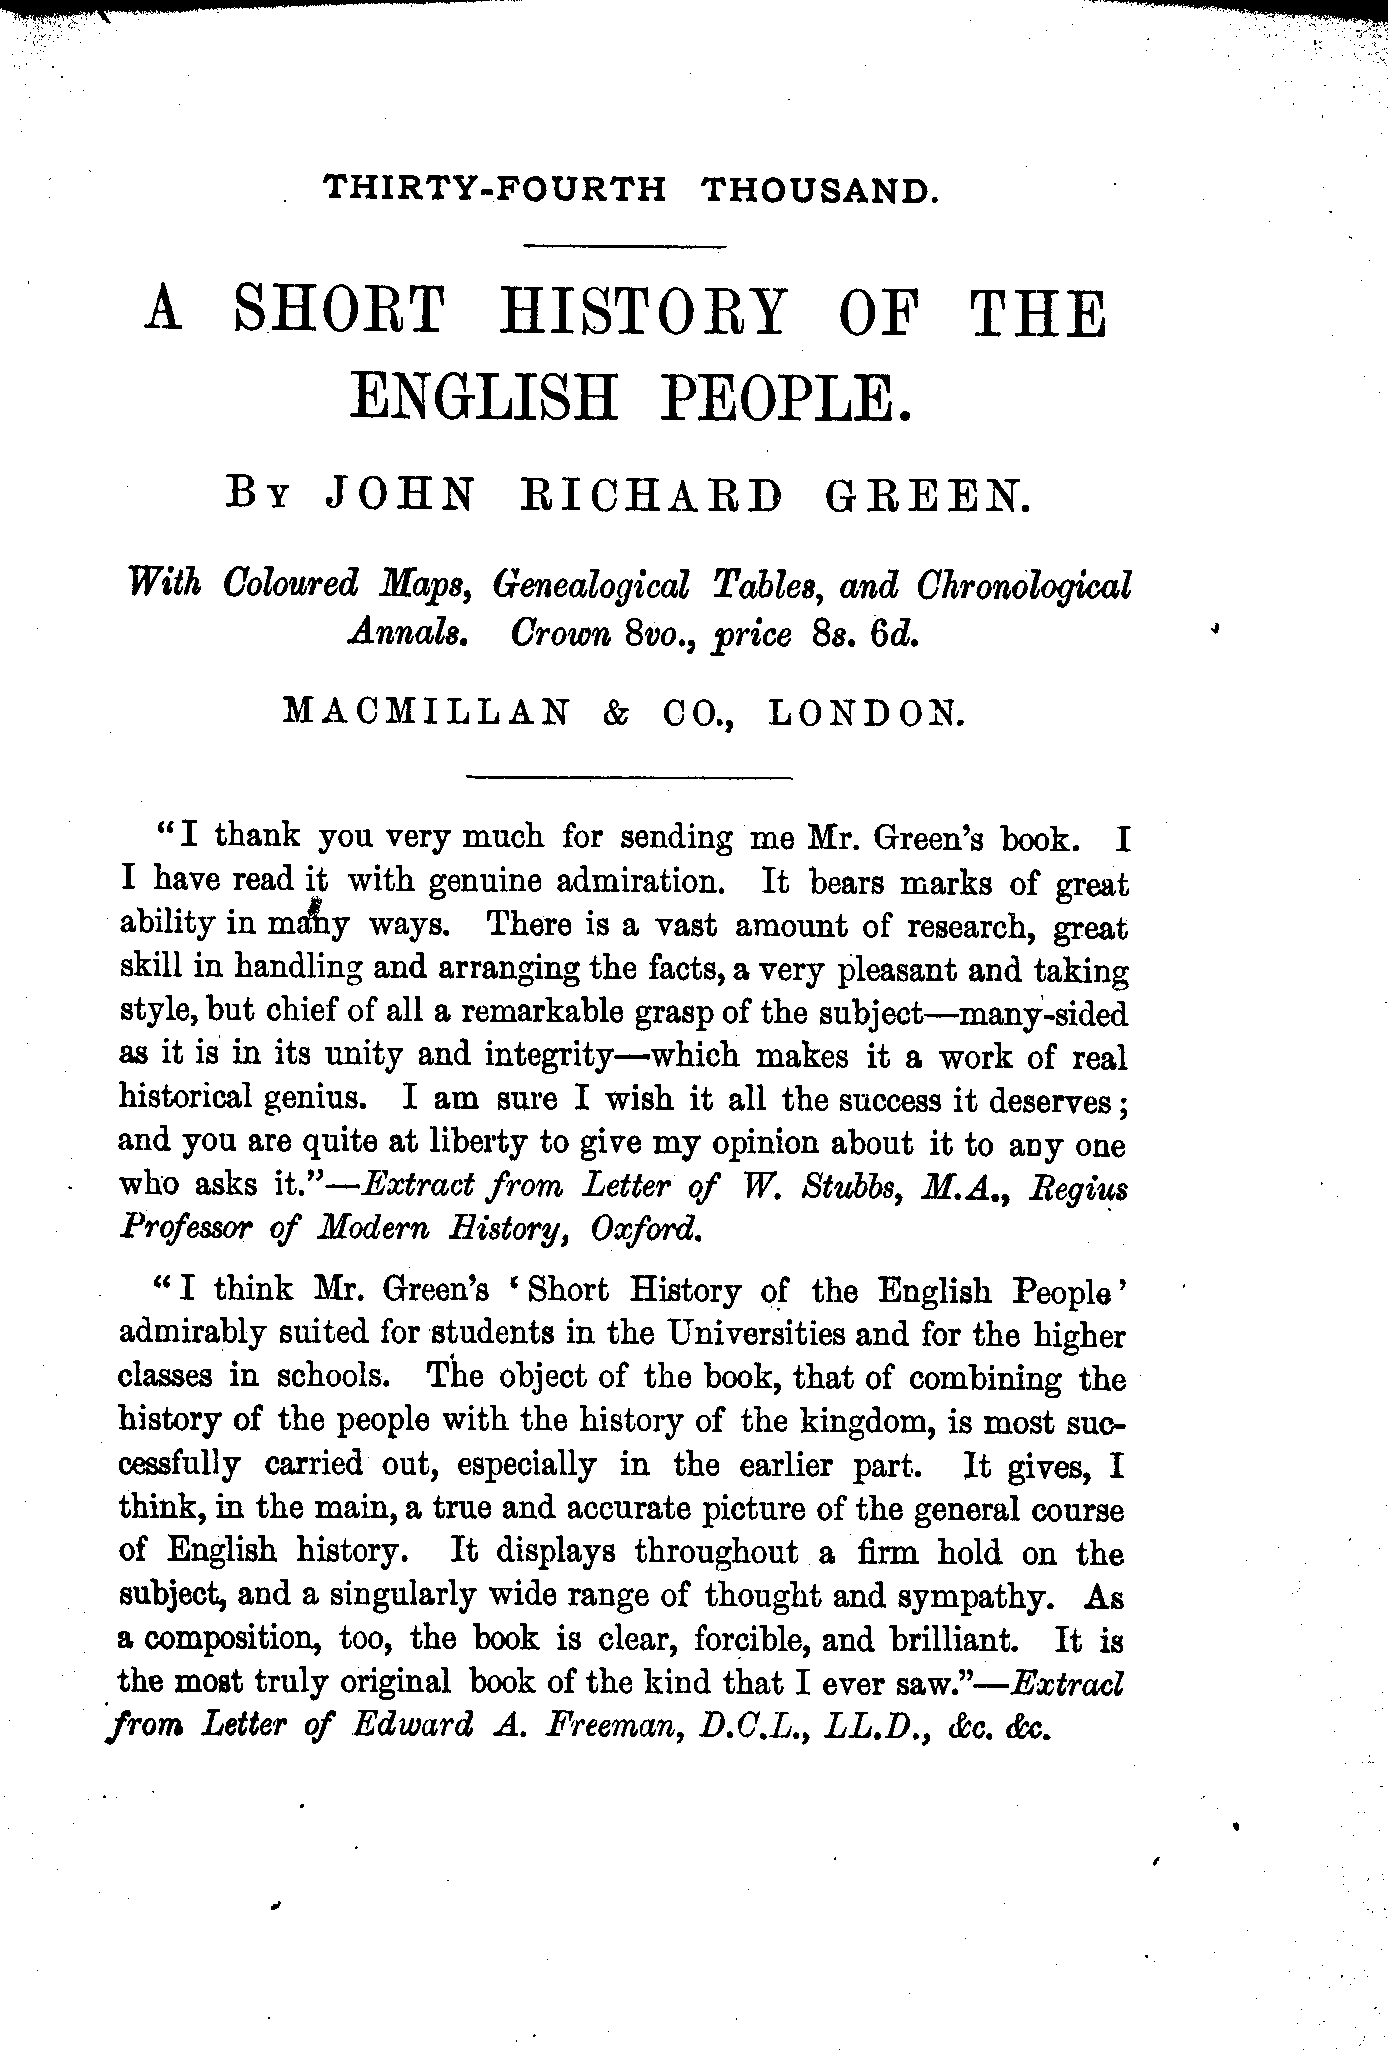 THIRTY-FOURTH THOUSAND.
A SHORT HISTORY OF THE
ENGLISH PEOPLE.
BY JOHN RICHARD GREEN.
With Coloured Maps, Genealogical Tables, and Chronological
Annals. Crown 8vo., price 8s. 6d.
MACMILLAN & CO., LONDON.
"I thank you very much for sending me Mr. Green's book. I
I have read it with genuine admiration. It bears marks of great
ability in many ways. There is a vast amount of research, great
skill in handling and arranging the facts, a very pleasant and taking
style, but chief of all a remarkable grasp of the subject—many-sided
as it is in its unity and integrity—which makes it a work of real
historical genius. I am sure I wish it all the success it deserves;
and you are quite at liberty to give my opinion about it to any one
who asks it."—Extract from Letter of W. Stubbs, M.A., Regius
Professor of Modern History, Oxford.
"I think Mr. Green's 'Short History of the English People'
admirably suited for students in the Universities and for the higher
classes in schools. The object of the book, that of combining the
history of the people with the history of the kingdom, is most suc-
cessfully carried out, especially in the earlier part. It gives, I
think, in the main, a true and accurate picture of the general course
of English history. It displays throughout a firm hold on the
subject, and a singularly wide range of thought and sympathy. As
a composition, too, the book is clear, forcible, and brilliant. It is
the most truly original book of the kind that I ever saw."—Extract
from Letter of Edward A. Freeman, D.C.L., LL.D., &c. &c.